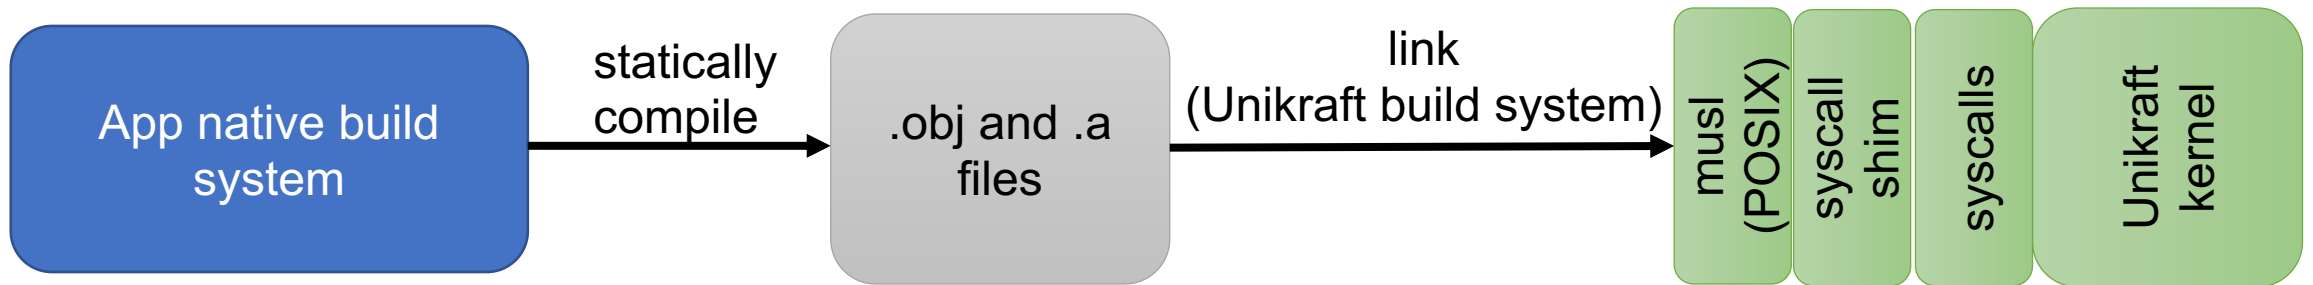 App native build
system
statically
compile
.obj and .a
files
link
(Unikraft build system)
musl
(POSIX)
syscall
shim
syscalls
Unikraft
kernel